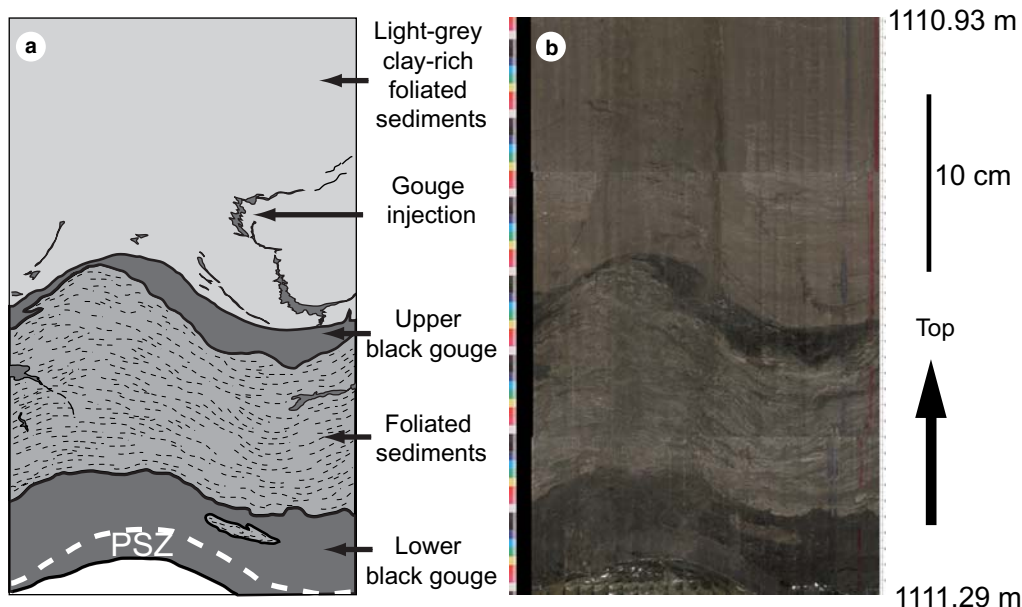 a
Light-grey
clay-rich
foliated
sediments
Gouge
injection
Upper
black gouge
Foliated
sediments
PSZ
Lower
black gouge
b
1110.93 m
10 cm
Top
1111.29 m